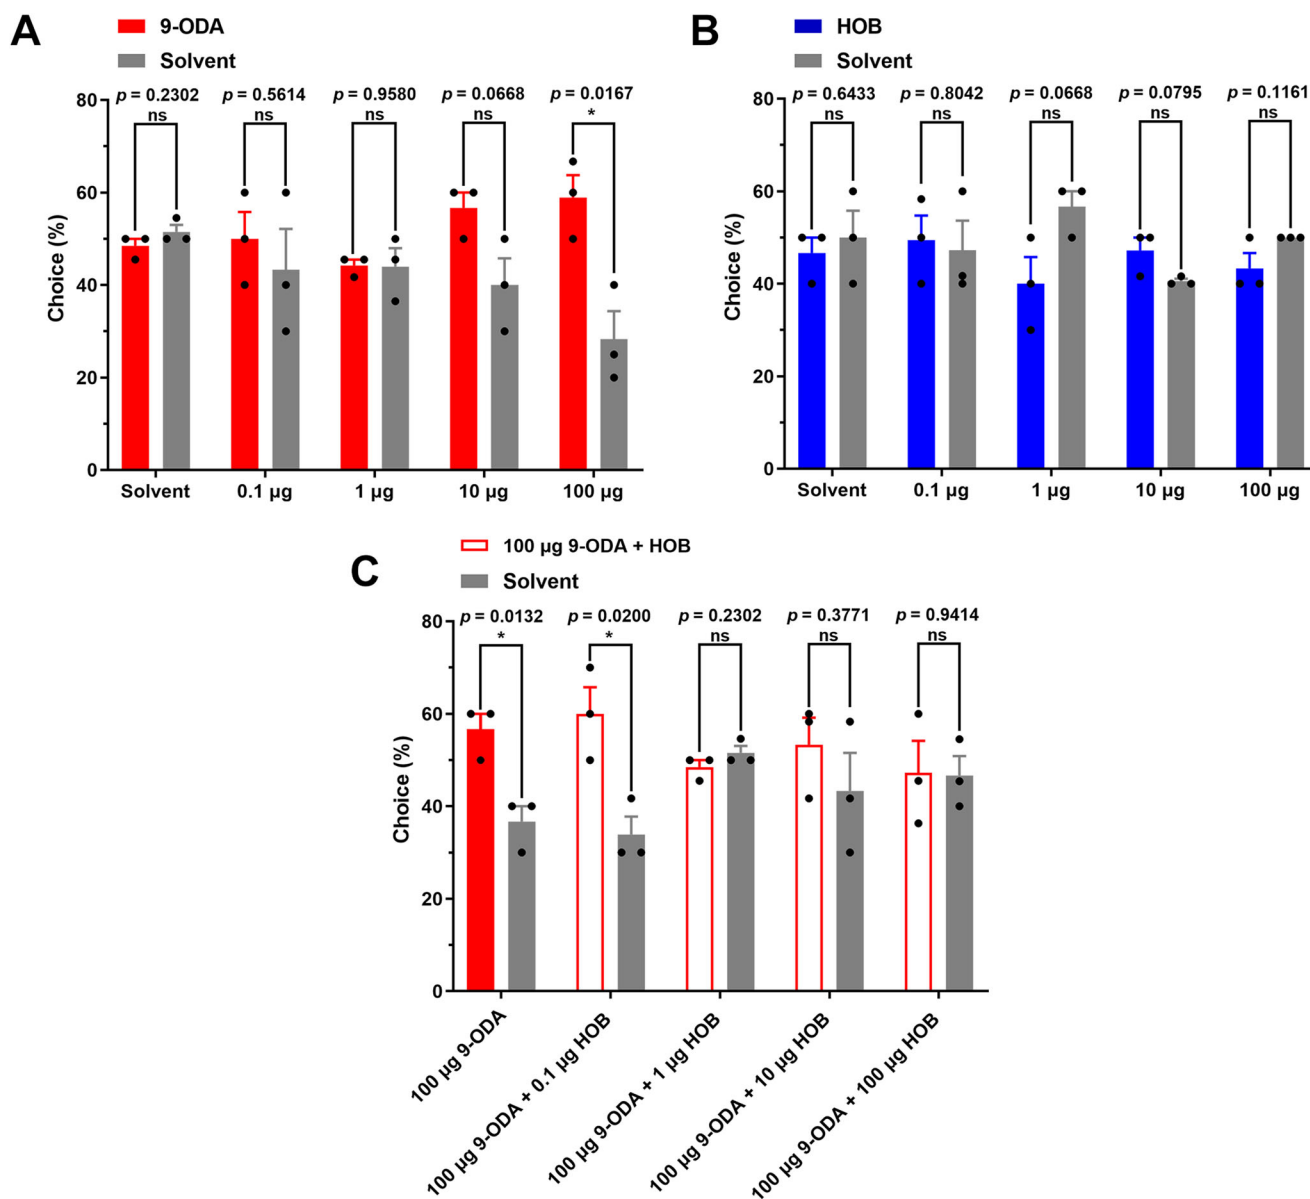 A
9-ODA
Solvent
p = 0.2302 p = 0.5614 p = 0.9580 p = 0.0668 p = 0.0167
ns ns ns ns *
Choice (%)
80
60
40
20
0
Solvent 0.1 µg 1 µg 10 µg 100 µg
B
HOB
Solvent
p = 0.6433 p = 0.8042 p = 0.0668 p = 0.0795 p = 0.1161
ns ns ns ns ns
Choice (%)
80
60
40
20
0
Solvent 0.1 µg 1 µg 10 µg 100 µg
C
100 µg 9-ODA + HOB
Solvent
p = 0.0132 p = 0.0200 p = 0.2302 p = 0.3771 p = 0.9414
* * ns ns ns
Choice (%)
80
60
40
20
0
100 µg 9-ODA
100 µg 9-ODA + 0.1 µg HOB
100 µg 9-ODA + 1 µg HOB
100 µg 9-ODA + 10 µg HOB
100 µg 9-ODA + 100 µg HOB